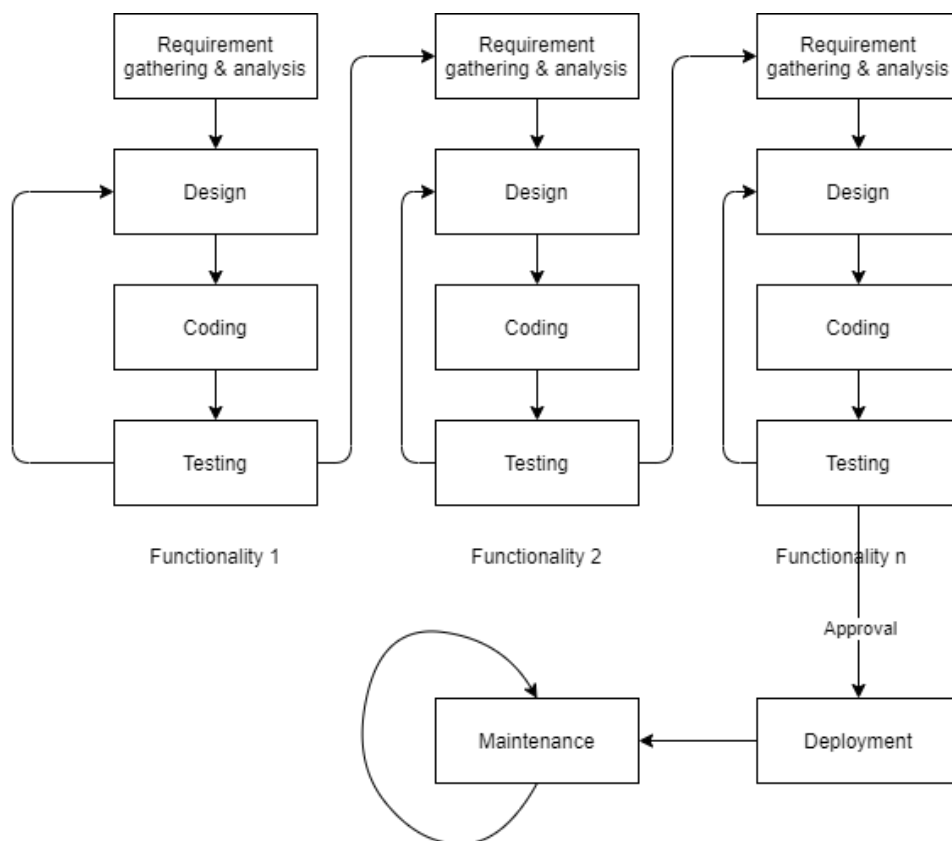 Requirement
gathering & analysis
Requirement
gathering & analysis
Requirement
gathering & analysis
Design
Design
Design
Coding
Coding
Coding
Testing
Testing
Testing
Functionality 1
Functionality 2
Functionality n
Approval
Maintenance
Deployment